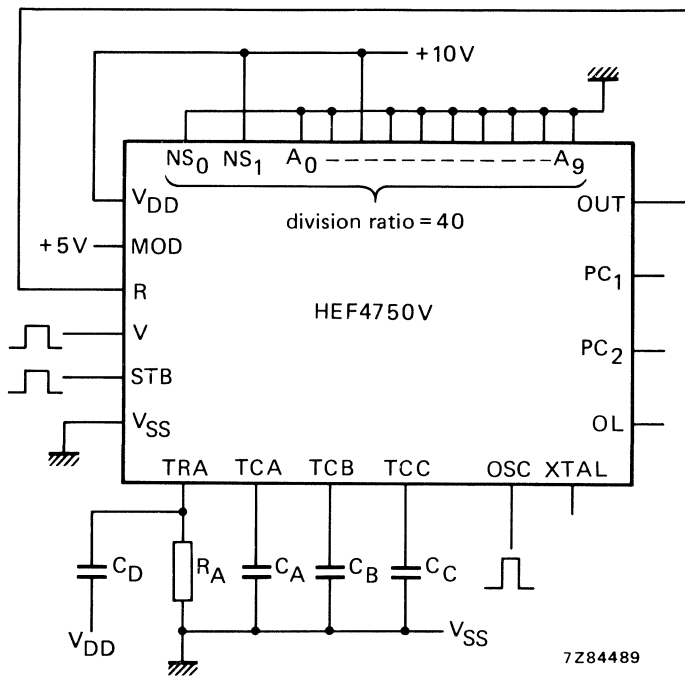 +10V
NS0 NS1 A0 A9
VDD
division ratio = 40
OUT
+5V MOD
R
PC1
HEF4750V
V
PC2
STB
VSS
OL
TRA TCA TCB TCC OSC XTAL
CD RA CA CB CC
VDD
VSS
7Z84489